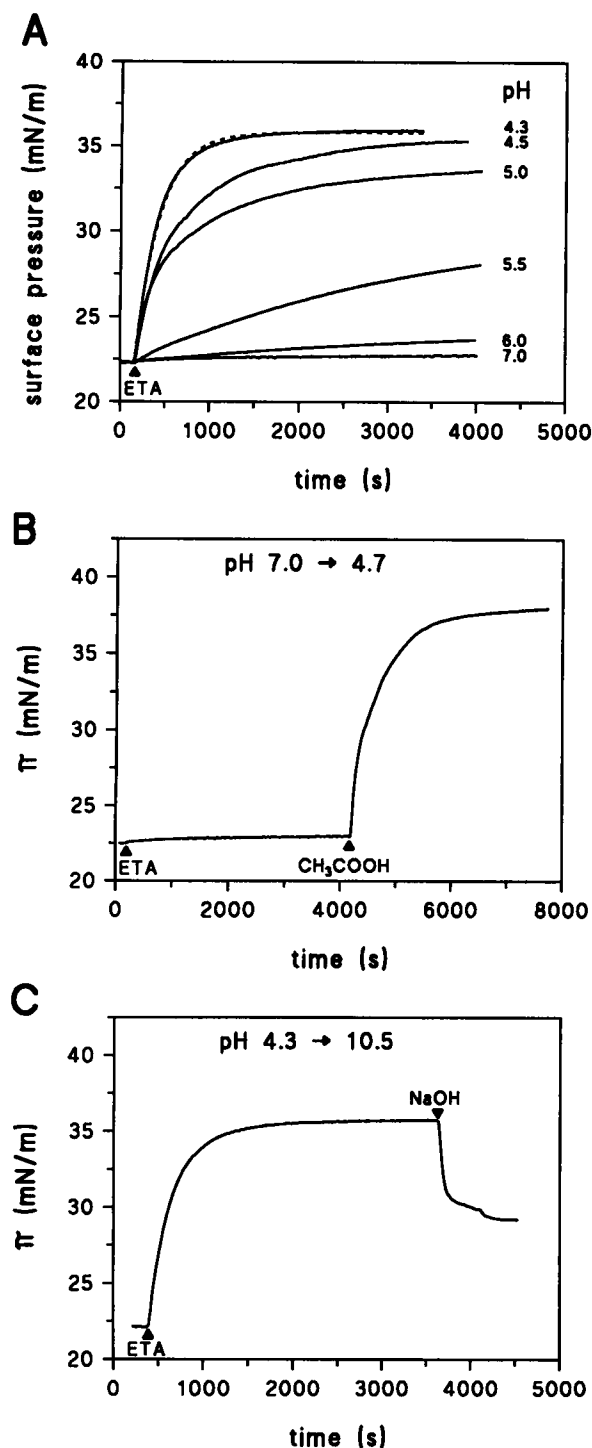 A
surface pressure (mN/m)
40
35
30
25
20
pH
4.3
4.5
5.0
5.5
6.0
7.0
ETA
0 1000 2000 3000 4000 5000
time (s)
B
π (mN/m)
40
35
30
25
20
pH 7.0 → 4.7
ETA
CH₃COOH
0 2000 4000 6000 8000
time (s)
C
π (mN/m)
40
35
30
25
20
pH 4.3 → 10.5
NaOH
ETA
0 1000 2000 3000 4000 5000
time (s)